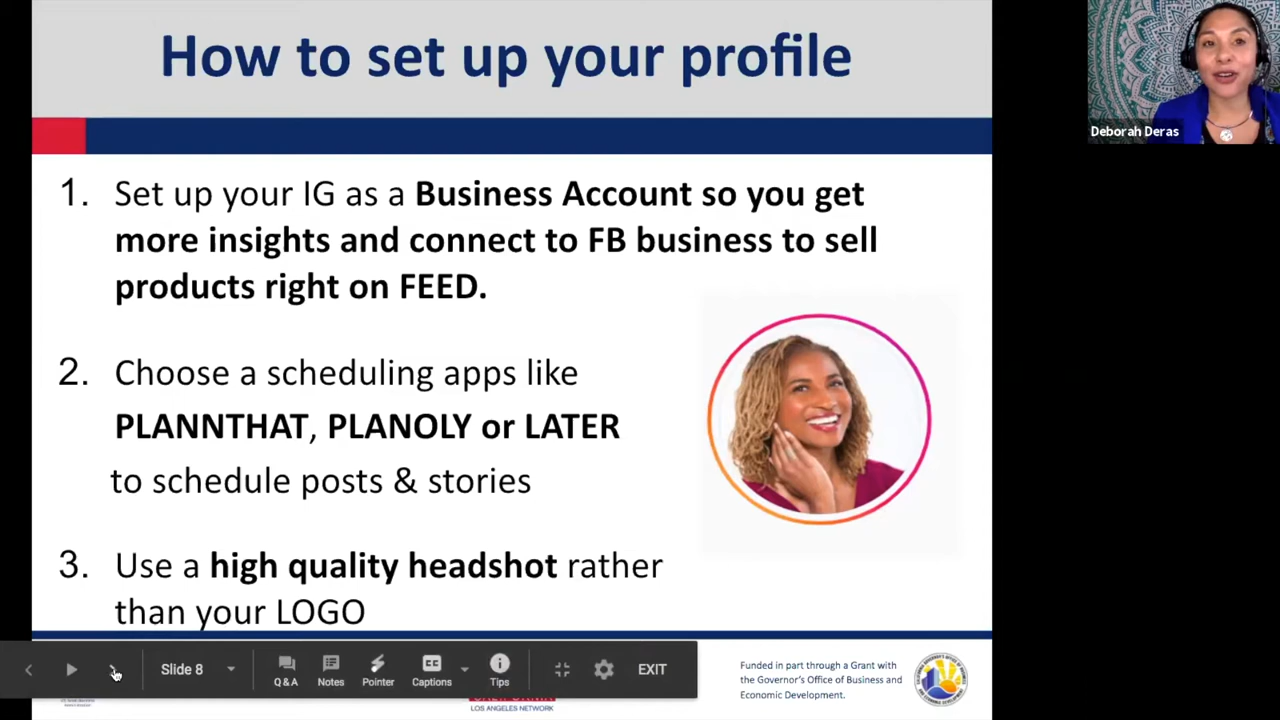 How to set up your profile
Deborah Deras
1. Set up your IG as a Business Account so you get
more insights and connect to FB business to sell
products right on FEED.
2. Choose a scheduling apps like
PLANNTHAT, PLANOLY or LATER
to schedule posts & stories
3. Use a high quality headshot rather
than your LOGO
Slide 8
Q&A
Notes
Pointer
Captions
Tips
EXIT
LOS ANGELES NETWORK
Funded in part through a Grant with
the Governor's Office of Business and
Economic Development.